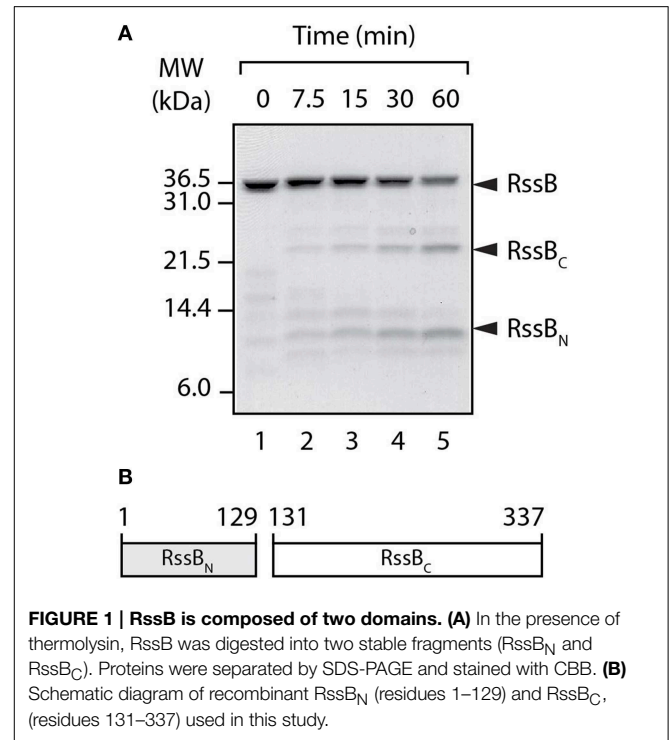 A
Time (min)
MW
(kDa)
0 7.5 15 30 60
36.5
31.0
21.5
14.4
6.0
RssB
RssBC
RssBN
1 2 3 4 5
B
1 129 131 337
RssBN RssBC
FIGURE 1 | RssB is composed of two domains. (A) In the presence of
thermolysin, RssB was digested into two stable fragments (RssBN and
RssBC). Proteins were separated by SDS-PAGE and stained with CBB. (B)
Schematic diagram of recombinant RssBN (residues 1–129) and RssBC,
(residues 131–337) used in this study.